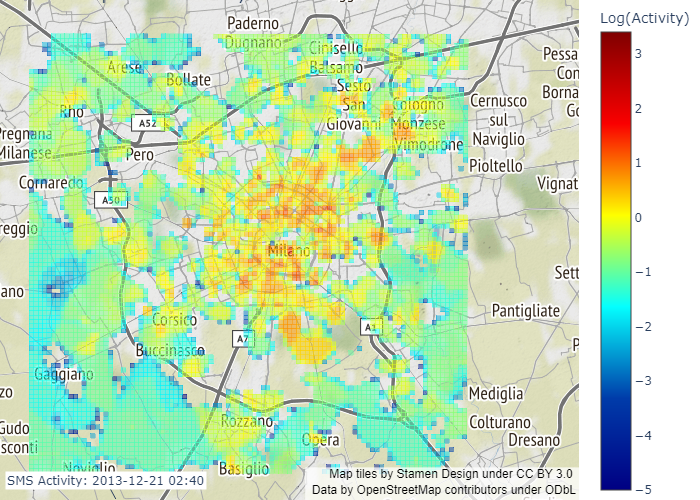 Log(Activity)
Paderno
Dugnano
Cinisello
Balsamo
Arese
Bollate
Sesto
San
Giovanni
Cologno
Monzese
Vimodrone
Cernusco
sul
Naviglio
Pessa
Con
Borna
Go
Rho
A52
Pregnana
Milanese
Pero
Pioltello
Cornaredo
A50
Vignat
reggio
Milano
Sett
ano
Pantigliate
Corsico
A7
A1
Buccinasco
P
Gaggiano
zzo
Mediglia
Rozzano
Colturano
Gudo
sconti
Opera
Dresano
Noviglio
Basiglio
SMS Activity: 2013-12-21 02:40
Map tiles by Stamen Design under CC BY 3.0
Data by OpenStreetMap contributors under ODbL
3
2
1
0
−1
−2
−3
−4
−5